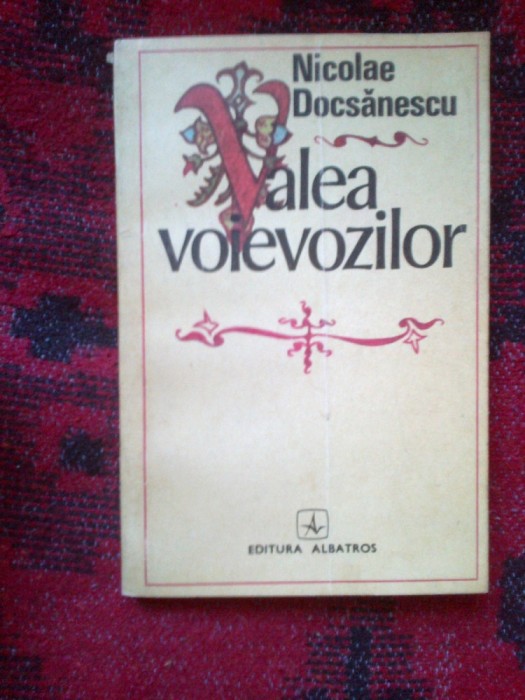 Nicolae
Docsănescu
Valea
voievozilor
EDITURA ALBATROS